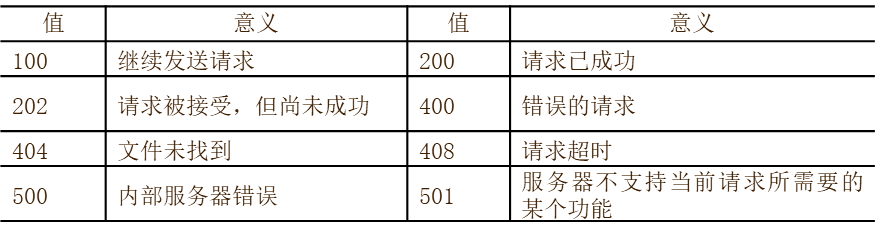 值 意义 值 意义
100 继续发送请求 200 请求已成功
202 请求被接受，但尚未成功 400 错误的请求
404 文件未找到 408 请求超时
500 内部服务器错误 501 服务器不支持当前请求所需要的
某个功能